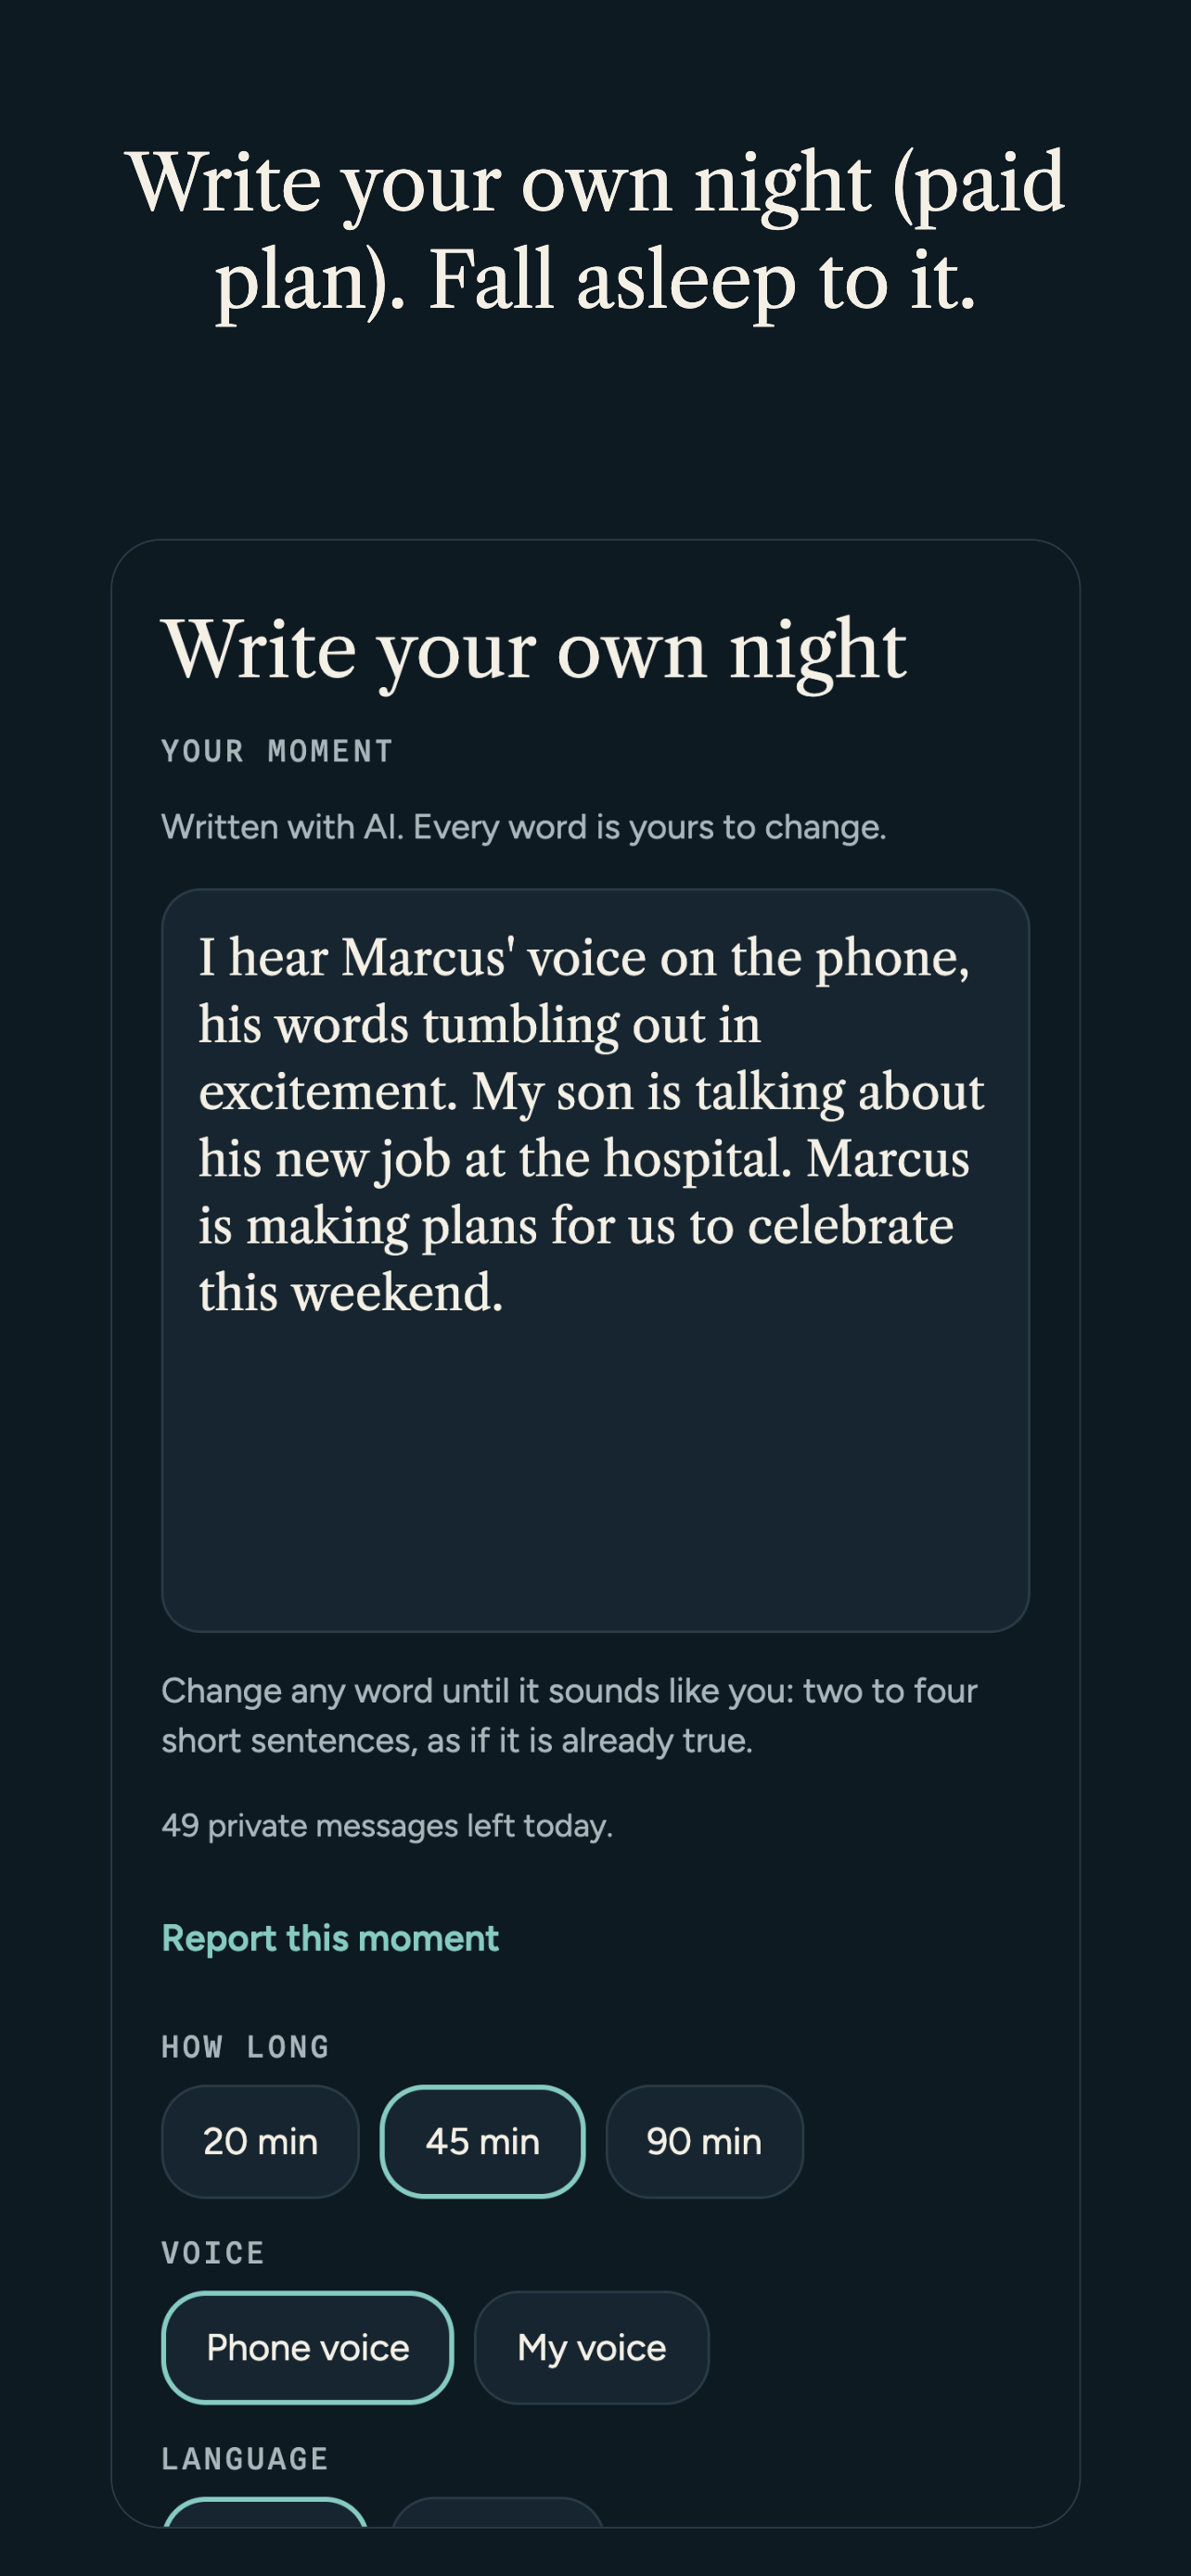 Write your own night (paid
plan). Fall asleep to it.
Write your own night
YOUR MOMENT
Written with AI. Every word is yours to change.
I hear Marcus' voice on the phone,
his words tumbling out in
excitement. My son is talking about
his new job at the hospital. Marcus
is making plans for us to celebrate
this weekend.
Change any word until it sounds like you: two to four
short sentences, as if it is already true.
49 private messages left today.
Report this moment
HOW LONG
20 min
45 min
90 min
VOICE
Phone voice
My voice
LANGUAGE